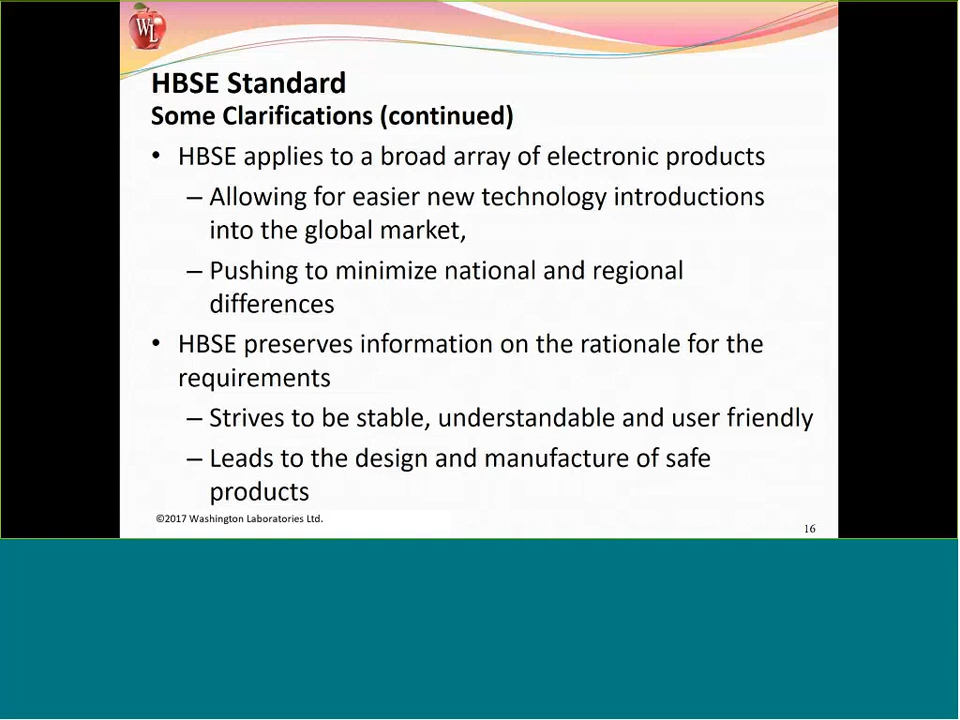 WL
HBSE Standard
Some Clarifications (continued)
• HBSE applies to a broad array of electronic products
– Allowing for easier new technology introductions
into the global market,
– Pushing to minimize national and regional
differences
• HBSE preserves information on the rationale for the
requirements
– Strives to be stable, understandable and user friendly
– Leads to the design and manufacture of safe
products
©2017 Washington Laboratories Ltd.
16